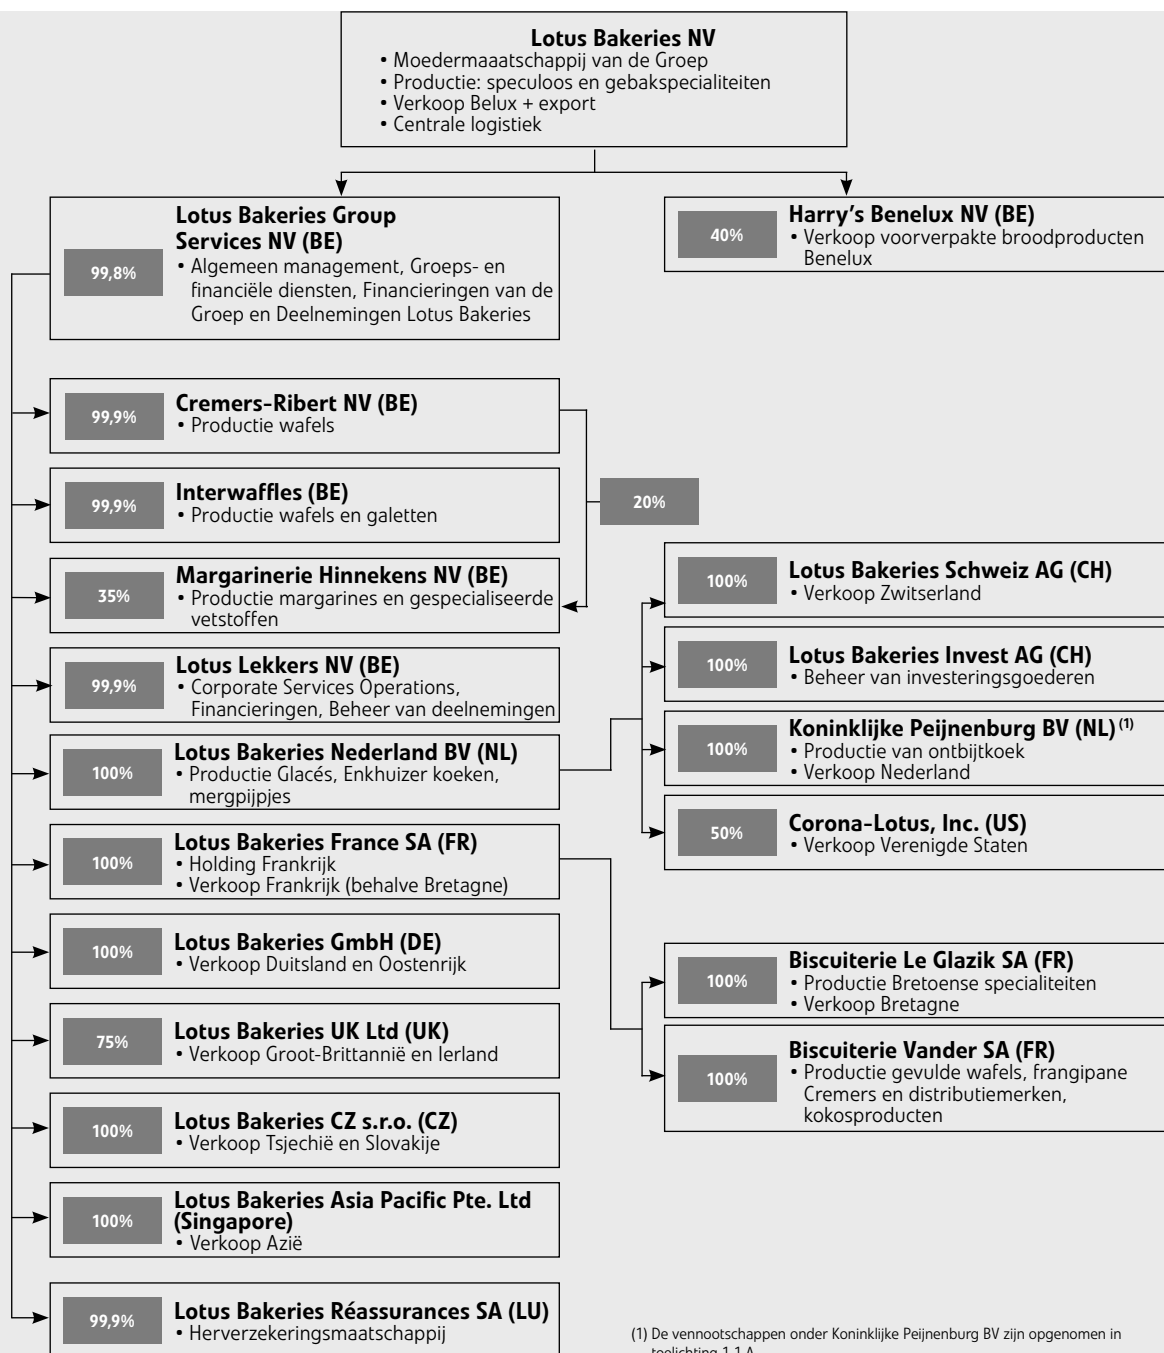 Lotus Bakeries NV
• Moedermaaatschappij van de Groep
• Productie: speculoos en gebakspecialiteiten
• Verkoop Belux + export
• Centrale logistiek
99,8%
Lotus Bakeries Group
Services NV (BE)
• Algemeen management, Groeps- en
financiële diensten, Financieringen van de
Groep en Deelnemingen Lotus Bakeries
40%
Harry's Benelux NV (BE)
• Verkoop voorverpakte broodproducten
Benelux
99,9%
Cremers-Ribert NV (BE)
• Productie wafels
99,9%
Interwaffles (BE)
• Productie wafels en galetten
20%
35%
Margarinerie Hinnekens NV (BE)
• Productie margarines en gespecialiseerde
vetstoffen
99,9%
Lotus Lekkers NV (BE)
• Corporate Services Operations,
Financieringen, Beheer van deelnemingen
100%
Lotus Bakeries Nederland BV (NL)
• Productie Glacés, Enkhuizer koeken,
mergpijpjes
100%
Lotus Bakeries France SA (FR)
• Holding Frankrijk
• Verkoop Frankrijk (behalve Bretagne)
100%
Lotus Bakeries GmbH (DE)
• Verkoop Duitsland en Oostenrijk
75%
Lotus Bakeries UK Ltd (UK)
• Verkoop Groot-Brittannië en Ierland
100%
Lotus Bakeries CZ s.r.o. (CZ)
• Verkoop Tsjechië en Slovakije
100%
Lotus Bakeries Asia Pacific Pte. Ltd
(Singapore)
• Verkoop Azië
99,9%
Lotus Bakeries Réassurances SA (LU)
• Herverzekeringsmaatschappij
100%
Lotus Bakeries Schweiz AG (CH)
• Verkoop Zwitserland
100%
Lotus Bakeries Invest AG (CH)
• Beheer van investeringsgoederen
100%
Koninklijke Peijnenburg BV (NL) (1)
• Productie van ontbijtkoek
• Verkoop Nederland
50%
Corona-Lotus, Inc. (US)
• Verkoop Verenigde Staten
100%
Biscuiterie Le Glazik SA (FR)
• Productie Bretoense specialiteiten
• Verkoop Bretagne
100%
Biscuiterie Vander SA (FR)
• Productie gevulde wafels, frangipane
Cremers en distributiemerken,
kokosproducten
(1) De vennootschappen onder Koninklijke Peijnenburg BV zijn opgenomen in
toelichting 1.1.A